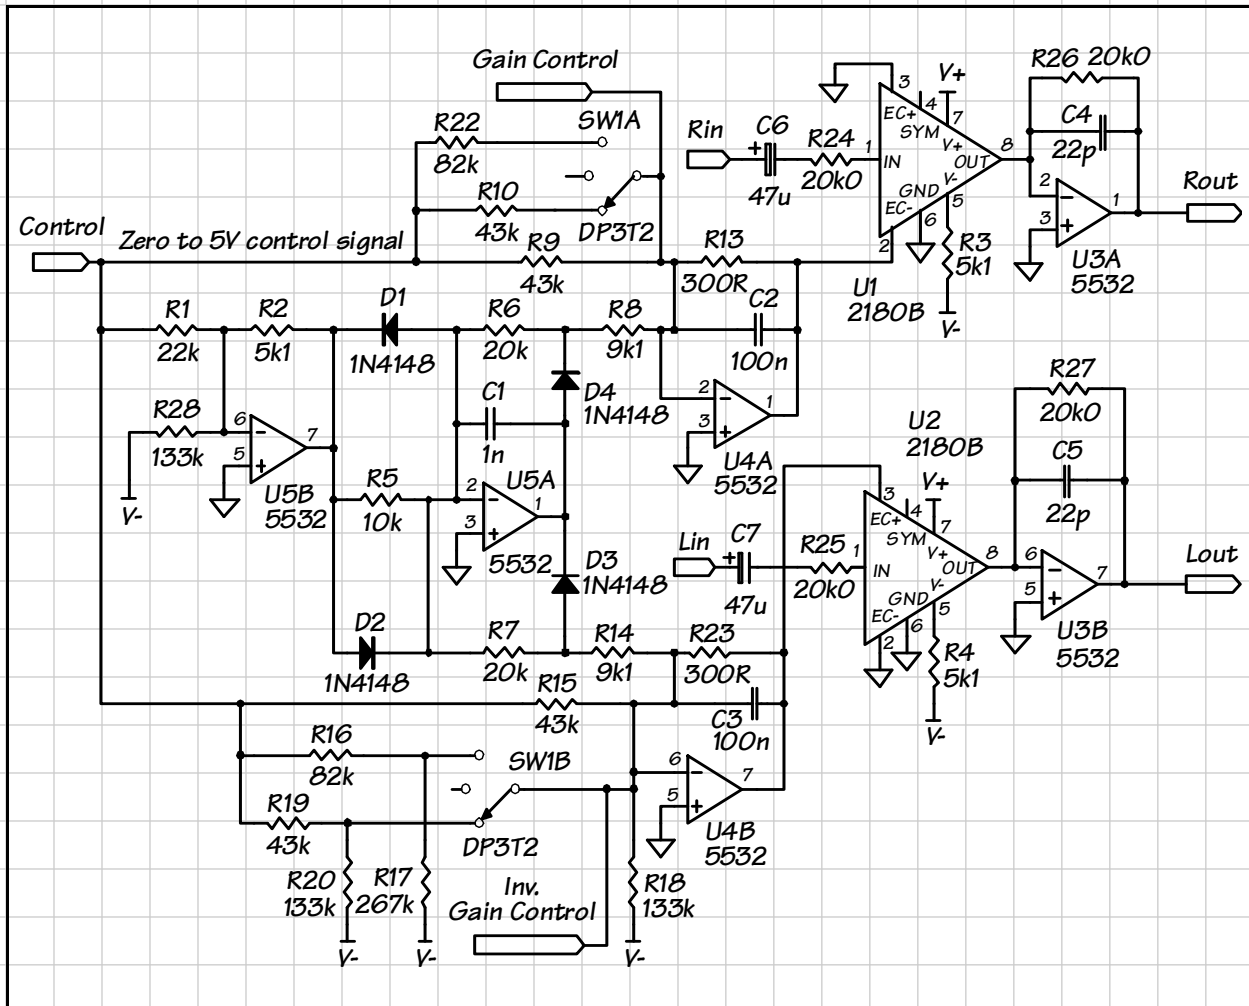 Gain Control
R26 20k0
V+
3
4
7
EC+
SYM
V+
OUT
8
C4
22p
SW1A
R22
82k
Rin
+
C6
47u
R24
20k0
1
IN
GND
V-
5
EC-
6
2
2
3
1
Rout
R10
43k
DP3T2
Control
Zero to 5V control signal
R9
43k
R13
300R
R3
5k1
V-
U3A
5532
U1
2180B
R1
22k
R2
5k1
D1
1N4148
R6
20k
R8
9k1
C2
100n
R28
133k
V-
6
5
7
U5B
5532
C1
1n
D4
1N4148
2
3
1
U4A
5532
R27
20k0
U2
2180B
C5
22p
V+
R5
10k
2
3
1
U5A
5532
D3
1N4148
Lin
+
C7
47u
R25
20k0
1
IN
3
4
7
EC+
SYM
V+
OUT
8
GND
V-
5
EC-
6
2
6
5
7
Lout
U3B
5532
D2
1N4148
R7
20k
R14
9k1
R23
300R
R4
5k1
V-
R15
43k
C3
100n
R16
82k
SW1B
6
5
7
R19
43k
DP3T2
U4B
5532
R20
133k
R17
267k
Inv.
Gain Control
R18
133k
V-
V-
V-